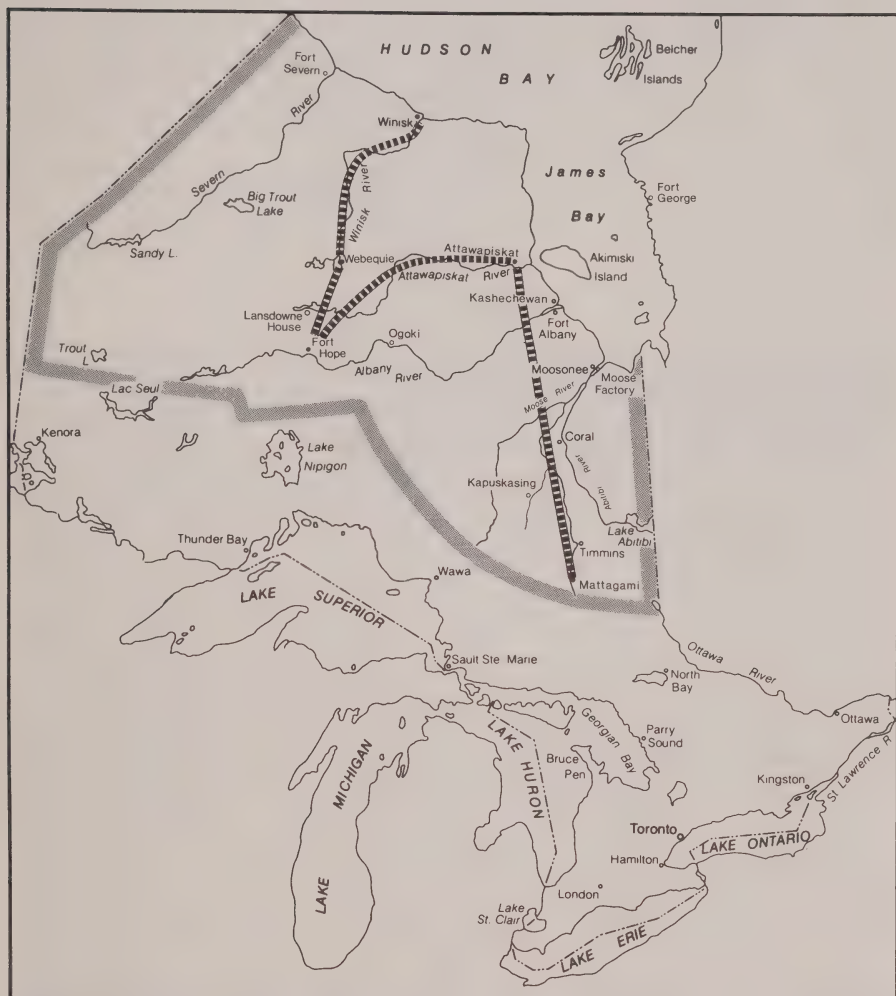 HUDSON
BAY
Belcher
Islands
Fort
Severn
River
Severn
Winisk
River
Winisk
James
Bay
Fort
George
Big Trout
Lake
Sandy L.
Webequie
Attawapiskat
Attawapiskat
River
Akimiski
Island
Kashechewan
Lansdowne
House
Fort
Albany
Ogoki
Fort
Hope
Albany
River
Trout
L
Lac Seul
Moosonee
Moose
Factory
Moose River
Kenora
Lake
Nipigon
Coral
River
Abitibi
Kapuskasing
Lake
Abitibi
Thunder Bay
Timmins
Wawa
Mattagami
LAKE
SUPERIOR
Sault Ste Marie
Ottawa
River
North
Bay
Ottawa
Georgian Bay
Parry
Sound
LAKE HURON
Bruce
Pen
MICHIGAN
LAKE
Kingston
St Lawrence R
Toronto
LAKE ONTARIO
Hamilton
London
Lake
St. Clair
LAKE ERIE